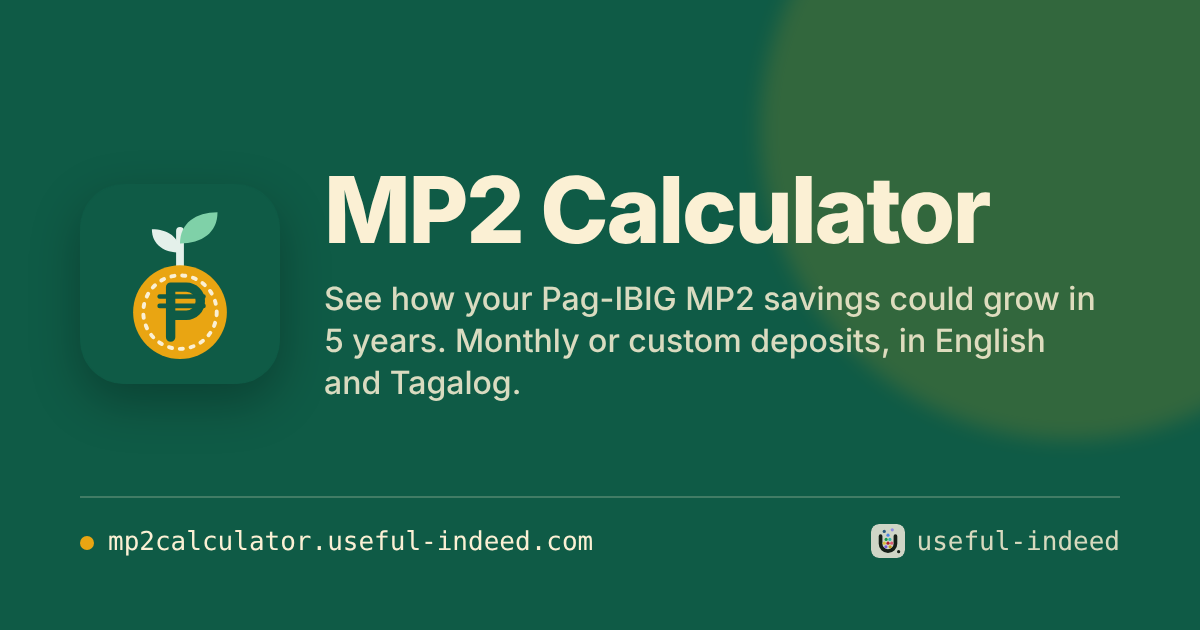 MP2 Calculator
See how your Pag-IBIG MP2 savings could grow in
5 years. Monthly or custom deposits, in English
and Tagalog.
mp2calculator.useful-indeed.com
useful-indeed